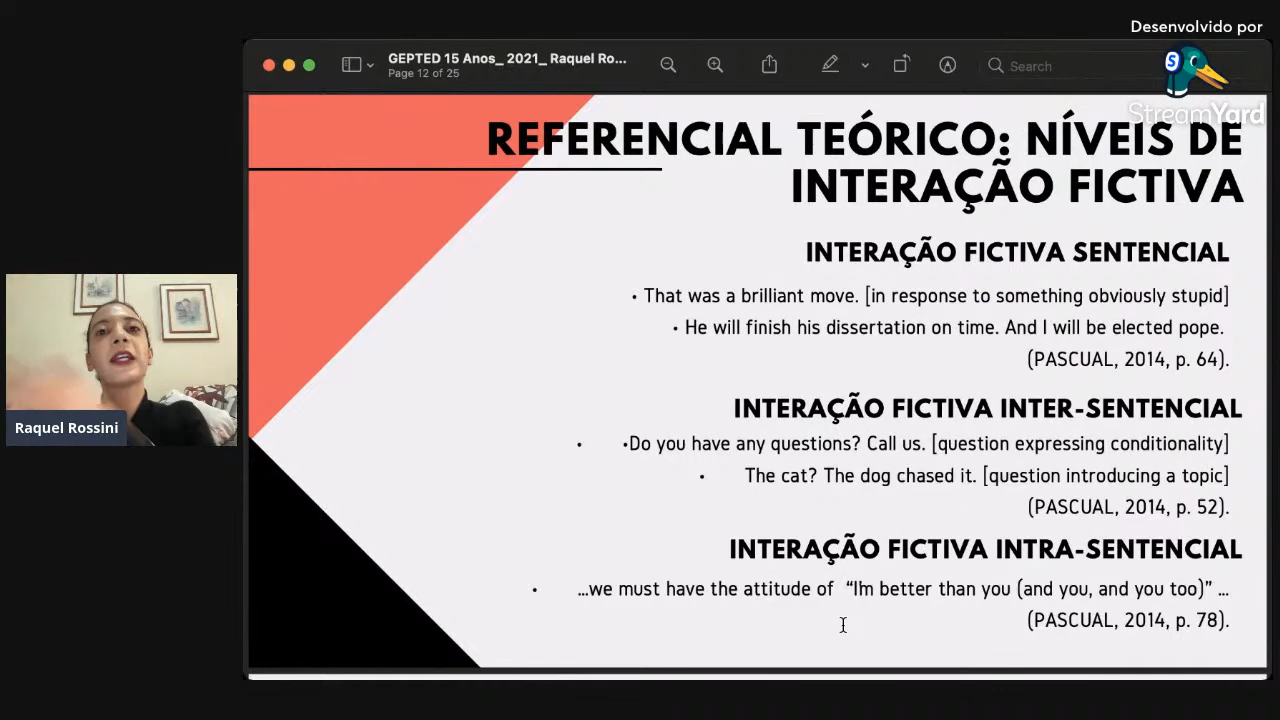 Desenvolvido por
StreamYard
GEPTED 15 Anos_ 2021_ Raquel Ro...
Page 12 of 25
Search
REFERENCIAL TEÓRICO: NÍVEIS DE
INTERAÇÃO FICTIVA
INTERAÇÃO FICTIVA SENTENCIAL
• That was a brilliant move. [in response to something obviously stupid]
• He will finish his dissertation on time. And I will be elected pope.
(PASCUAL, 2014, p. 64).
INTERAÇÃO FICTIVA INTER-SENTENCIAL
• •Do you have any questions? Call us. [question expressing conditionality]
• The cat? The dog chased it. [question introducing a topic]
(PASCUAL, 2014, p. 52).
INTERAÇÃO FICTIVA INTRA-SENTENCIAL
• ...we must have the attitude of “I'm better than you (and you, and you too)” ...
(PASCUAL, 2014, p. 78).
Raquel Rossini